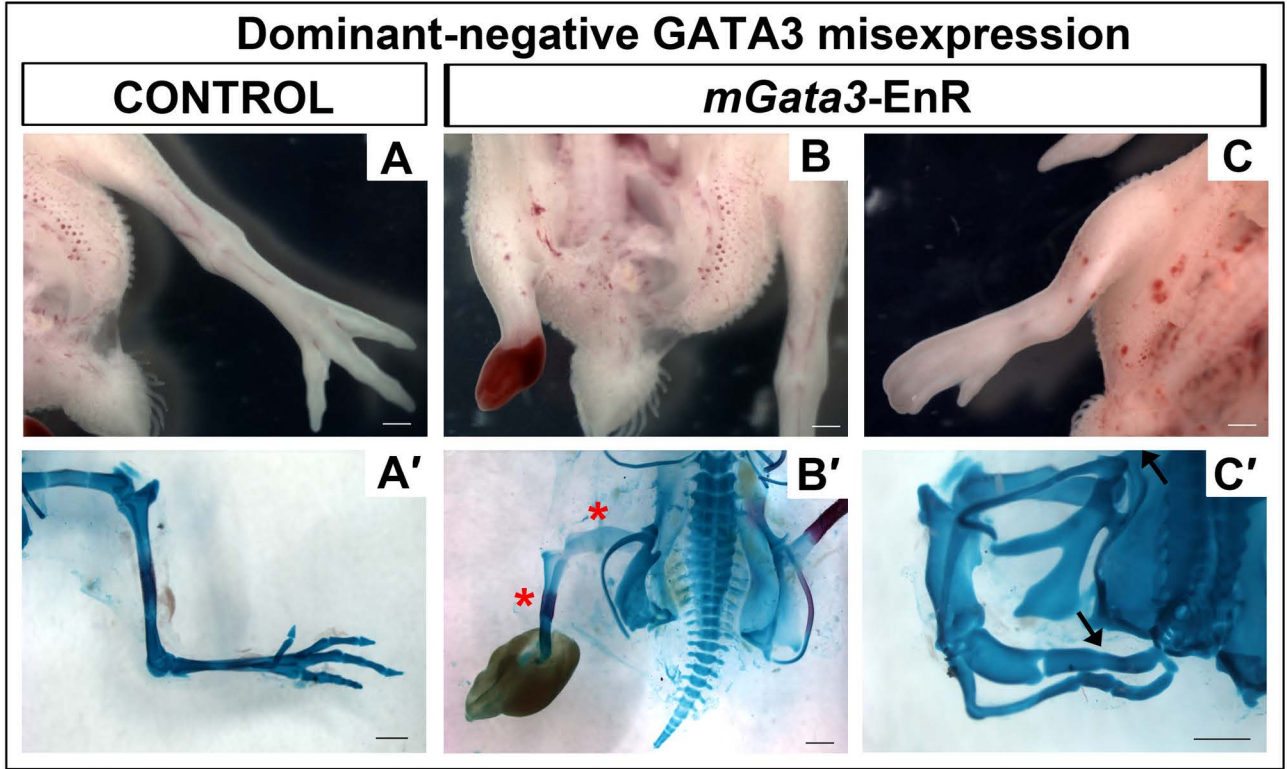 Dominant-negative GATA3 misexpression
CONTROL
mGata3-EnR
A
B
C
A′
B′
*
*
C′